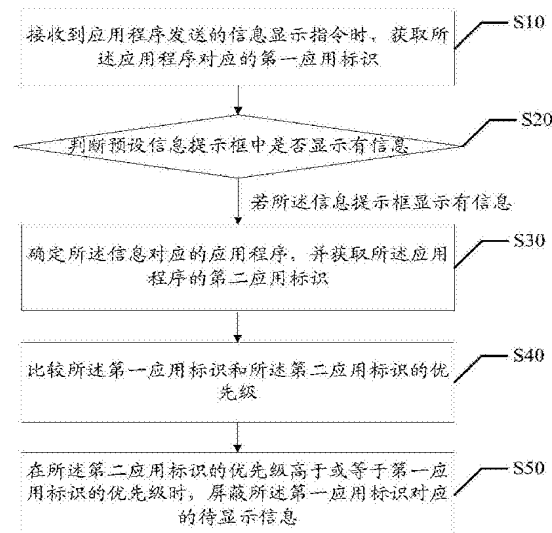 接收到应用程序发送的信息显示指令时，获取所
述应用程序对应的第一应用标识
S10
判断预设信息提示框中是否显示有信息
S20
若所述信息提示框显示有信息
确定所述信息对应的应用程序，并获取所述应用
程序的第二应用标识
S30
比较所述第一应用标识和所述第二应用标识的优
先级
S40
在所述第二应用标识的优先级高于或等于第一应
用标识的优先级时，屏蔽所述第一应用标识对应
的待显示信息
S50